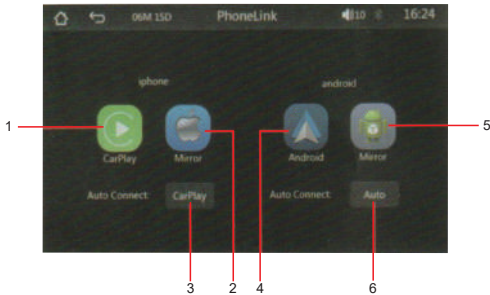 06M 15D PhoneLink 10 16:24
iphone android
1 5
CarPlay Mirror Android Mirror
Auto Connect: CarPlay Auto Connect: Auto
3 2 4 6